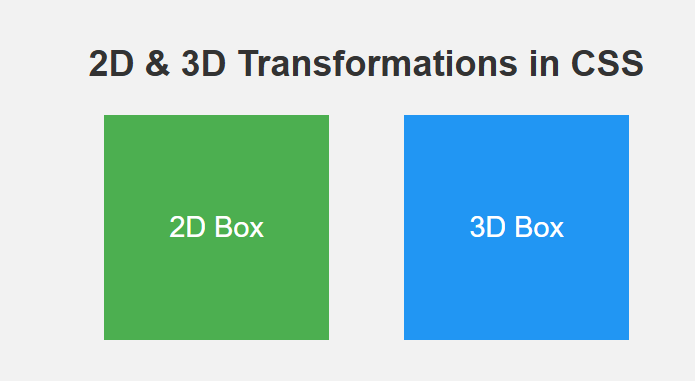 2D & 3D Transformations in CSS
2D Box
3D Box